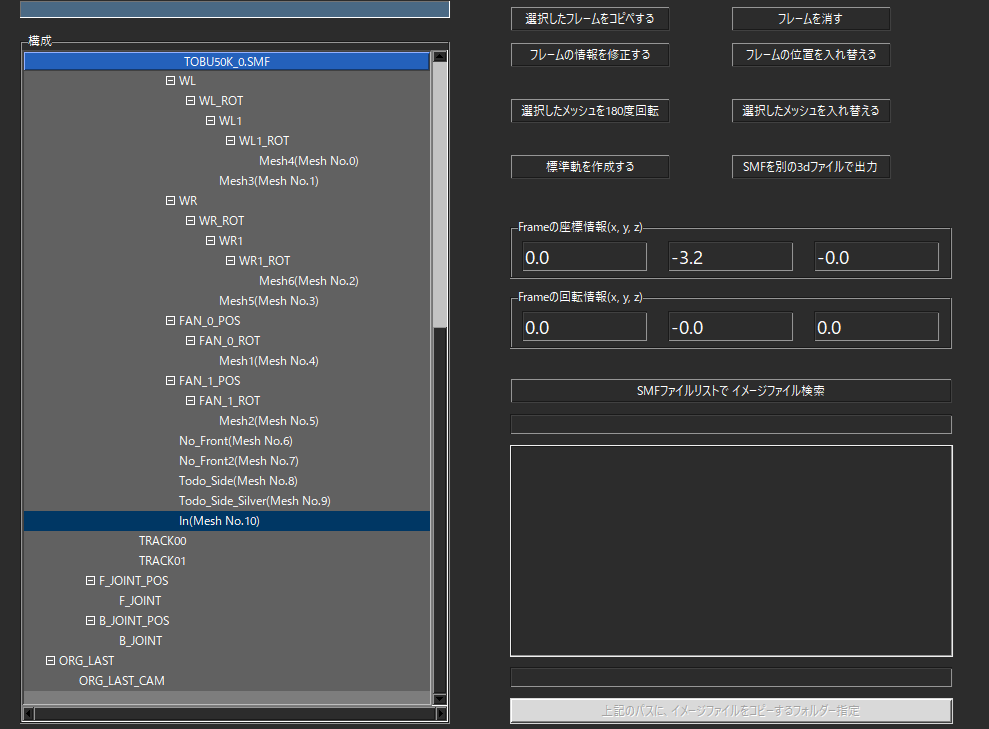 構成
TOBU50K_0.SMF
WL
WL_ROT
WL1
WL1_ROT
Mesh4(Mesh No.0)
Mesh3(Mesh No.1)
WR
WR_ROT
WR1
WR1_ROT
Mesh6(Mesh No.2)
Mesh5(Mesh No.3)
FAN_0_POS
FAN_0_ROT
Mesh1(Mesh No.4)
FAN_1_POS
FAN_1_ROT
Mesh2(Mesh No.5)
No_Front(Mesh No.6)
No_Front2(Mesh No.7)
Todo_Side(Mesh No.8)
Todo_Side_Silver(Mesh No.9)
In(Mesh No.10)
TRACK00
TRACK01
F_JOINT_POS
F_JOINT
B_JOINT_POS
B_JOINT
ORG_LAST
ORG_LAST_CAM
選択したフレームをコピペする
フレームを消す
フレームの情報を修正する
フレームの位置を入れ替える
選択したメッシュを180度回転
選択したメッシュを入れ替える
標準軌を作成する
SMFを別の3dファイルで出力
Frameの座標情報(x, y, z)
0.0
-3.2
-0.0
Frameの回転情報(x, y, z)
0.0
-0.0
0.0
SMFファイルリストで イメージファイル検索
上記のパスに、イメージファイルをコピーするフォルダー指定